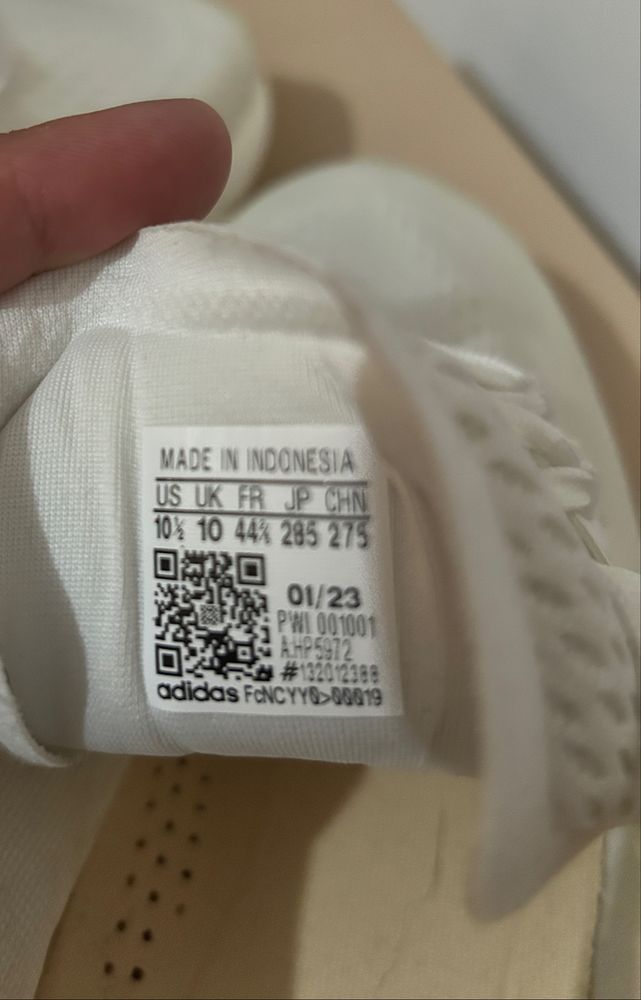 MADE IN INDONESIA
US UK FR JP CHN
10½ 10 44⅔ 285 275
01/23
PWI 001001
A.HP5972
#132012388
adidas FcNCYY0>00019